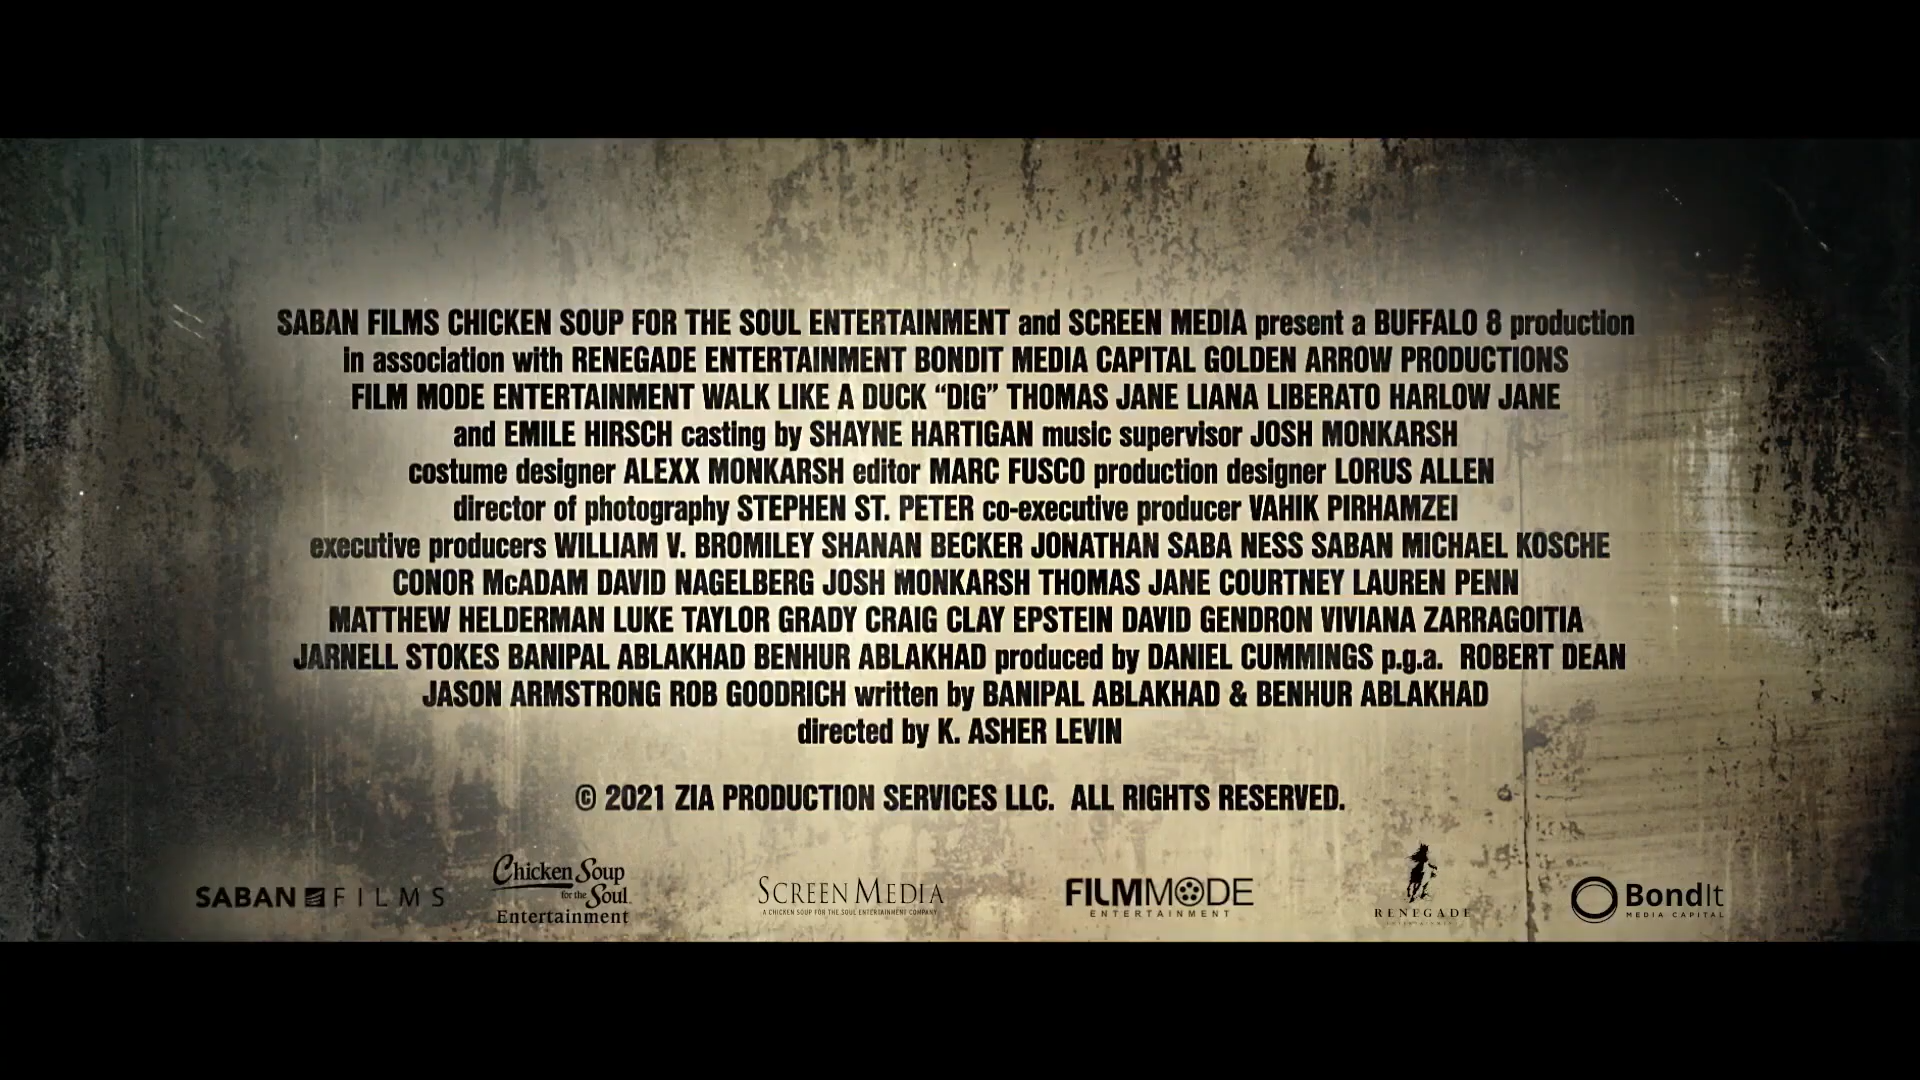 SABAN FILMS CHICKEN SOUP FOR THE SOUL ENTERTAINMENT and SCREEN MEDIA present a BUFFALO 8 production
in association with RENEGADE ENTERTAINMENT BONDIT MEDIA CAPITAL GOLDEN ARROW PRODUCTIONS
FILM MODE ENTERTAINMENT WALK LIKE A DUCK “DIG” THOMAS JANE LIANA LIBERATO HARLOW JANE
and EMILE HIRSCH casting by SHAYNE HARTIGAN music supervisor JOSH MONKARSH
costume designer ALEXX MONKARSH editor MARC FUSCO production designer LORUS ALLEN
director of photography STEPHEN ST. PETER co-executive producer VAHIK PIRHAMZEI
executive producers WILLIAM V. BROMILEY SHANAN BECKER JONATHAN SABA NESS SABAN MICHAEL KOSCHE
CONOR McADAM DAVID NAGELBERG JOSH MONKARSH THOMAS JANE COURTNEY LAUREN PENN
MATTHEW HELDERMAN LUKE TAYLOR GRADY CRAIG CLAY EPSTEIN DAVID GENDRON VIVIANA ZARRAGOITIA
JARNELL STOKES BANIPAL ABLAKHAD BENHUR ABLAKHAD produced by DANIEL CUMMINGS p.g.a. ROBERT DEAN
JASON ARMSTRONG ROB GOODRICH written by BANIPAL ABLAKHAD & BENHUR ABLAKHAD
directed by K. ASHER LEVIN
© 2021 ZIA PRODUCTION SERVICES LLC. ALL RIGHTS RESERVED.
SABAN FILMS
Chicken Soup
for the Soul
Entertainment
SCREEN MEDIA
A CHICKEN SOUP FOR THE SOUL ENTERTAINMENT COMPANY
FILMMODE
ENTERTAINMENT
RENEGADE
BondIt
MEDIA CAPITAL